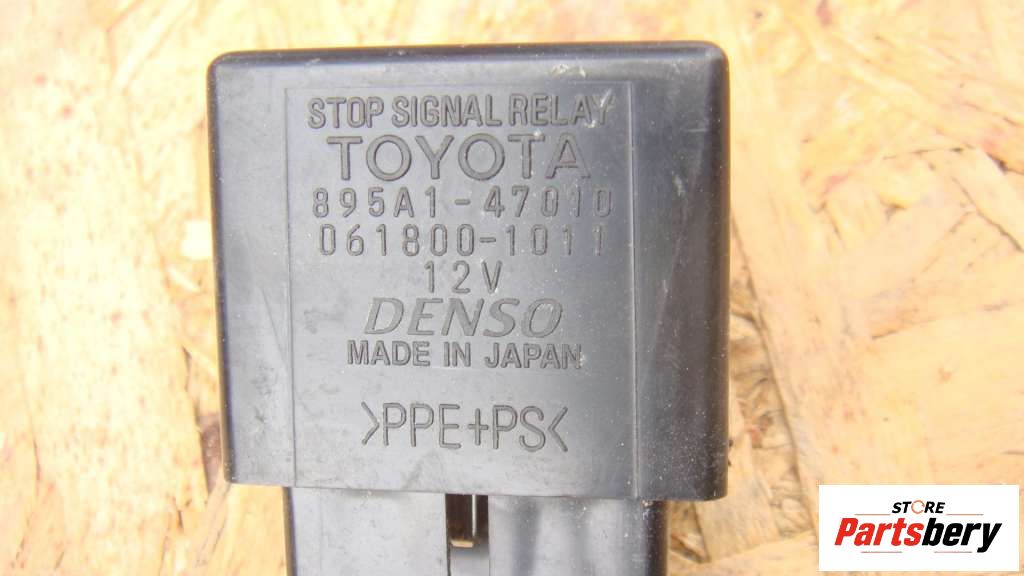 STOP SIGNAL RELAY
TOYOTA
895A1-47010
061800-1011
12V
DENSO
MADE IN JAPAN
>PPE+PS<
STORE
Partsbery